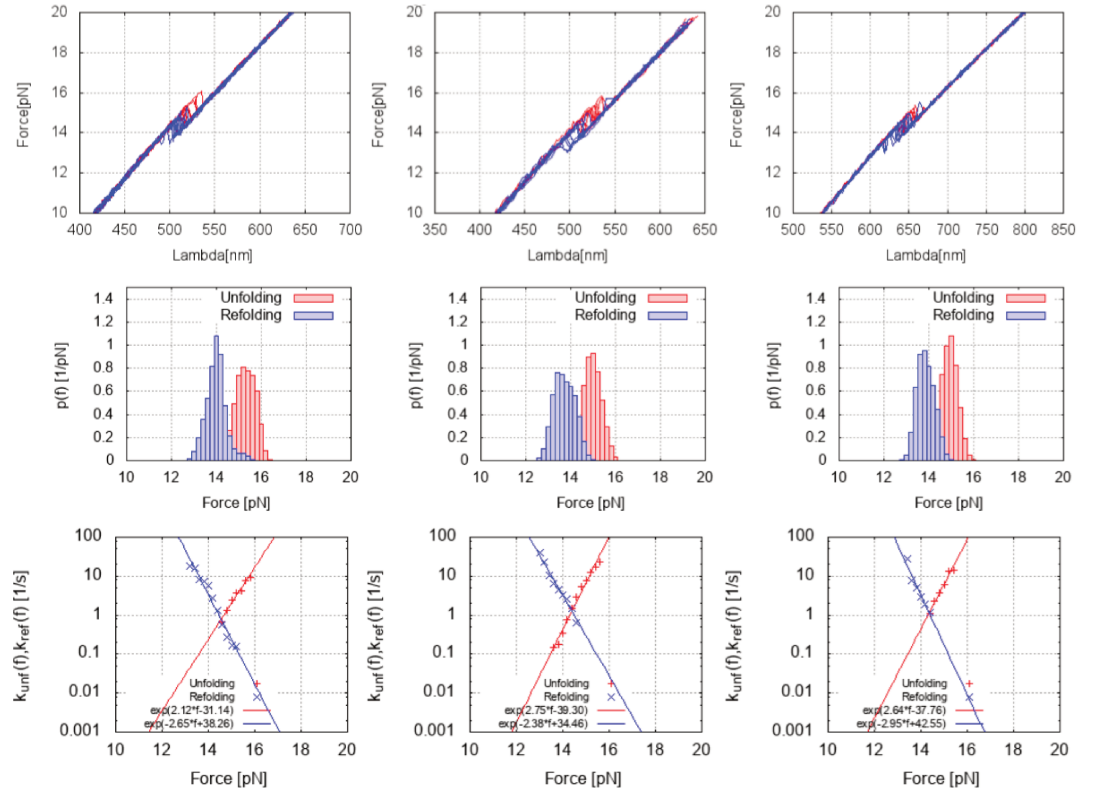 20
18
16
14
12
10
Force[pN]
400 450 500 550 600 650 700
Lambda[nm]
20
18
16
14
12
10
Force[pN]
350 400 450 500 550 600 650
Lambda[nm]
20
18
16
14
12
10
Force[pN]
500 550 600 650 700 750 800 850
Lambda[nm]
1.4
1.2
1
0.8
0.6
0.4
0.2
0
p(f) [1/pN]
Unfolding
Refolding
10 12 14 16 18 20
Force [pN]
1.4
1.2
1
0.8
0.6
0.4
0.2
0
p(f) [1/pN]
Unfolding
Refolding
10 12 14 16 18 20
Force [pN]
1.4
1.2
1
0.8
0.6
0.4
0.2
0
p(f) [1/pN]
Unfolding
Refolding
10 12 14 16 18 20
Force [pN]
100
10
1
0.1
0.01
0.001
kunf(f),kref(f) [1/s]
Unfolding
Refolding
exp(2.12*f-31.14)
exp(-2.65*f+38.26)
10 12 14 16 18 20
Force [pN]
100
10
1
0.1
0.01
0.001
kunf(f),kref(f) [1/s]
Unfolding
Refolding
exp(2.75*f-39.30)
exp(-2.38*f+34.46)
10 12 14 16 18 20
Force [pN]
100
10
1
0.1
0.01
0.001
kunf(f),kref(f) [1/s]
Unfolding
Refolding
exp(2.64*f-37.76)
exp(-2.95*f+42.55)
10 12 14 16 18 20
Force [pN]